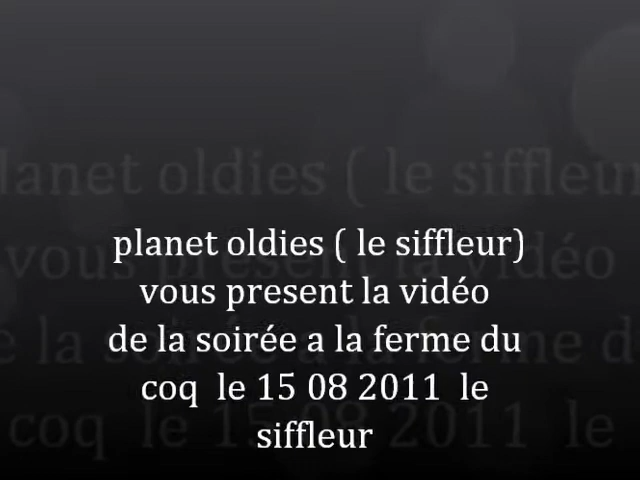 planet oldies ( le siffleur)
vous present la vidéo
de la soirée a la ferme du
coq le 15 08 2011 le
siffleur